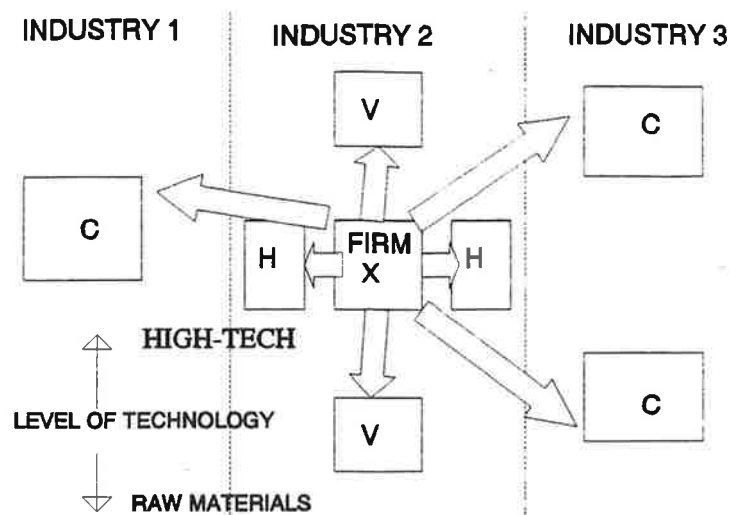 INDUSTRY 1
INDUSTRY 2
INDUSTRY 3
V
C
C
H
FIRM
X
H
HIGH-TECH
LEVEL OF TECHNOLOGY
V
C
RAW MATERIALS